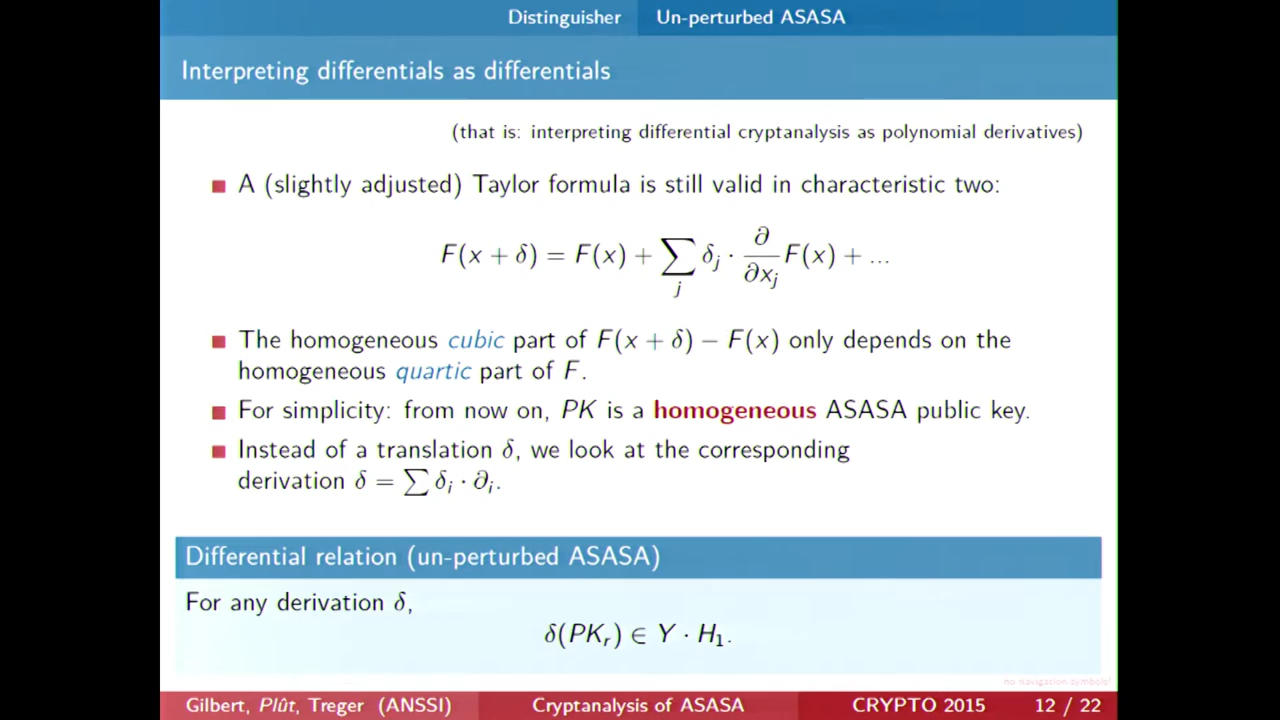 Distinguisher Un-perturbed ASASA
Interpreting differentials as differentials
(that is: interpreting differential cryptanalysis as polynomial derivatives)
A (slightly adjusted) Taylor formula is still valid in characteristic two:
F(x + δ) = F(x) + ∑_j δ_j · ∂/∂x_j F(x) + ...
The homogeneous cubic part of F(x + δ) − F(x) only depends on the
homogeneous quartic part of F.
For simplicity: from now on, PK is a homogeneous ASASA public key.
Instead of a translation δ, we look at the corresponding
derivation δ = ∑ δ_i · ∂_i.
Differential relation (un-perturbed ASASA)
For any derivation δ,
δ(PK_r) ∈ Y · H_1.
no navigation symbols!
Gilbert, Plût, Treger (ANSSI) Cryptanalysis of ASASA CRYPTO 2015 12 / 22